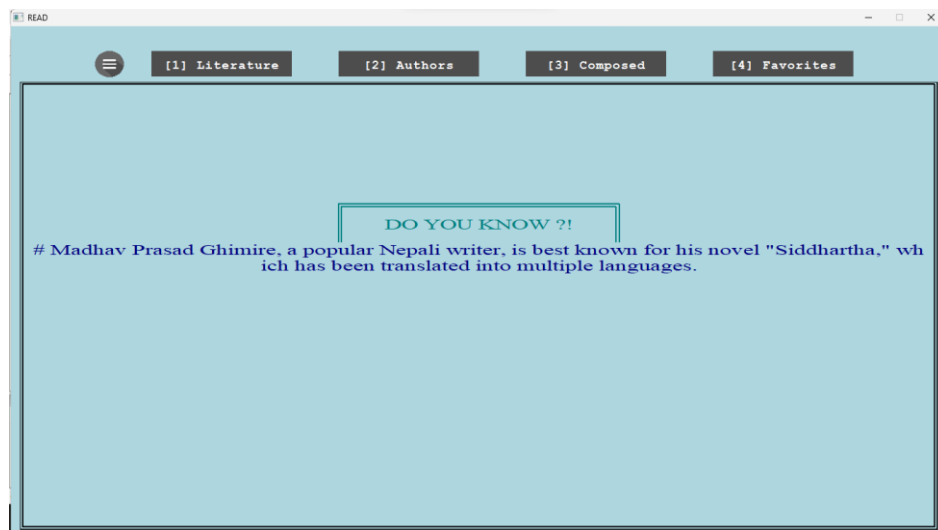 READ
[1] Literature
[2] Authors
[3] Composed
[4] Favorites
DO YOU KNOW ?!
# Madhav Prasad Ghimire, a popular Nepali writer, is best known for his novel "Siddhartha," wh
ich has been translated into multiple languages.